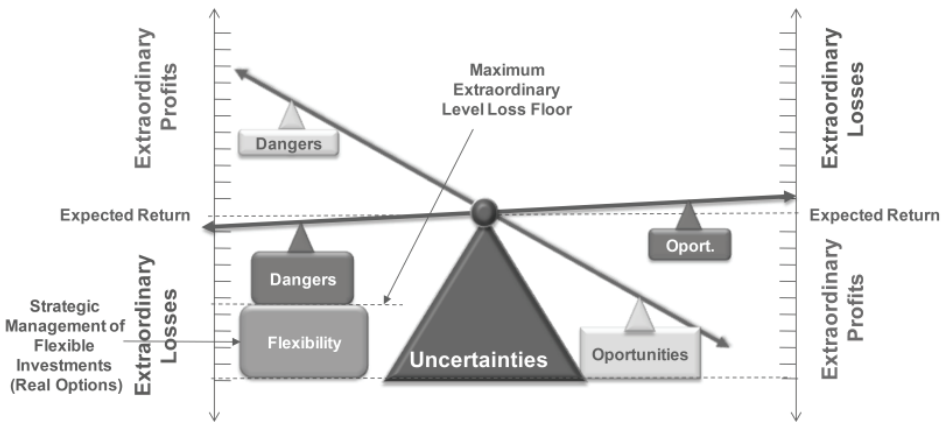 Extraordinary
Profits
Maximum
Extraordinary
Level Loss Floor
Extraordinary
Losses
Dangers
Expected Return
Expected Return
Oport.
Dangers
Strategic
Management of
Flexible
Investments
(Real Options)
Extraordinary
Losses
Flexibility
Uncertainties
Oportunities
Extraordinary
Profits